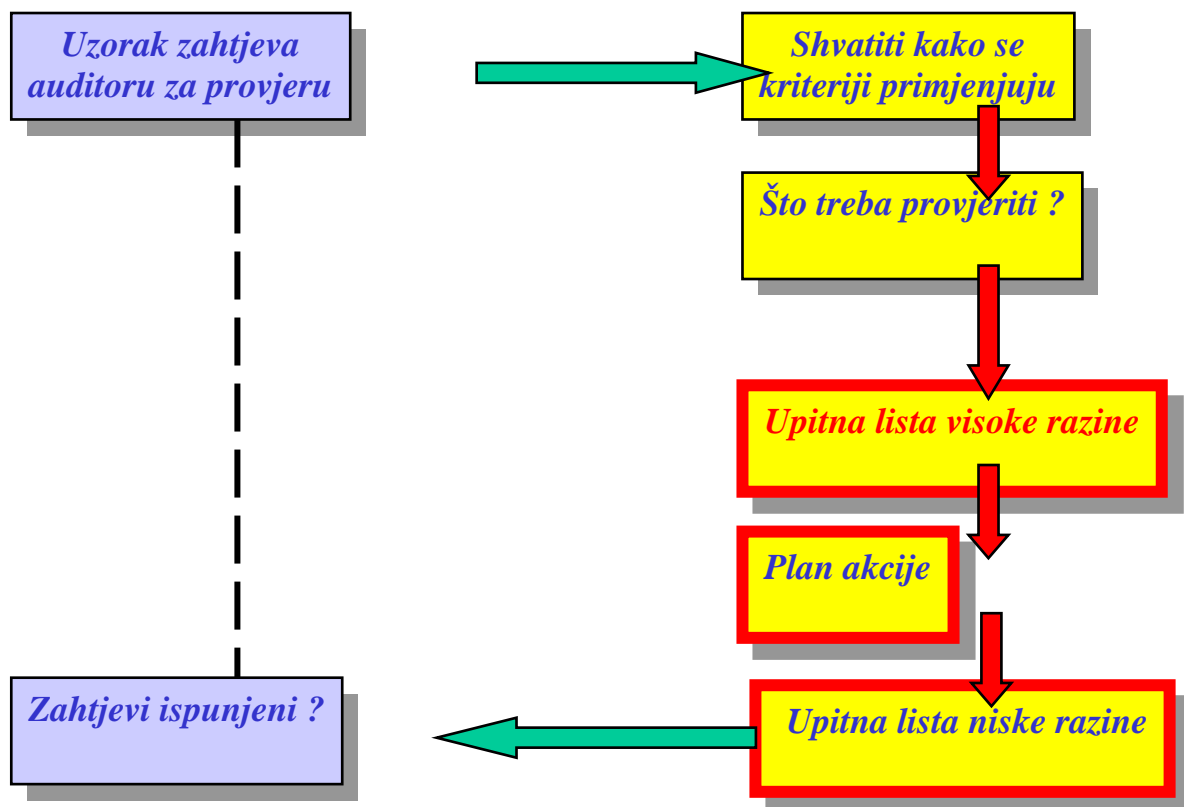 Uzorak zahtjeva
auditoru za provjeru
Shvatiti kako se
kriteriji primjenjuju
Što treba provjeriti ?
Upitna lista visoke razine
Plan akcije
Upitna lista niske razine
Zahtjevi ispunjeni ?